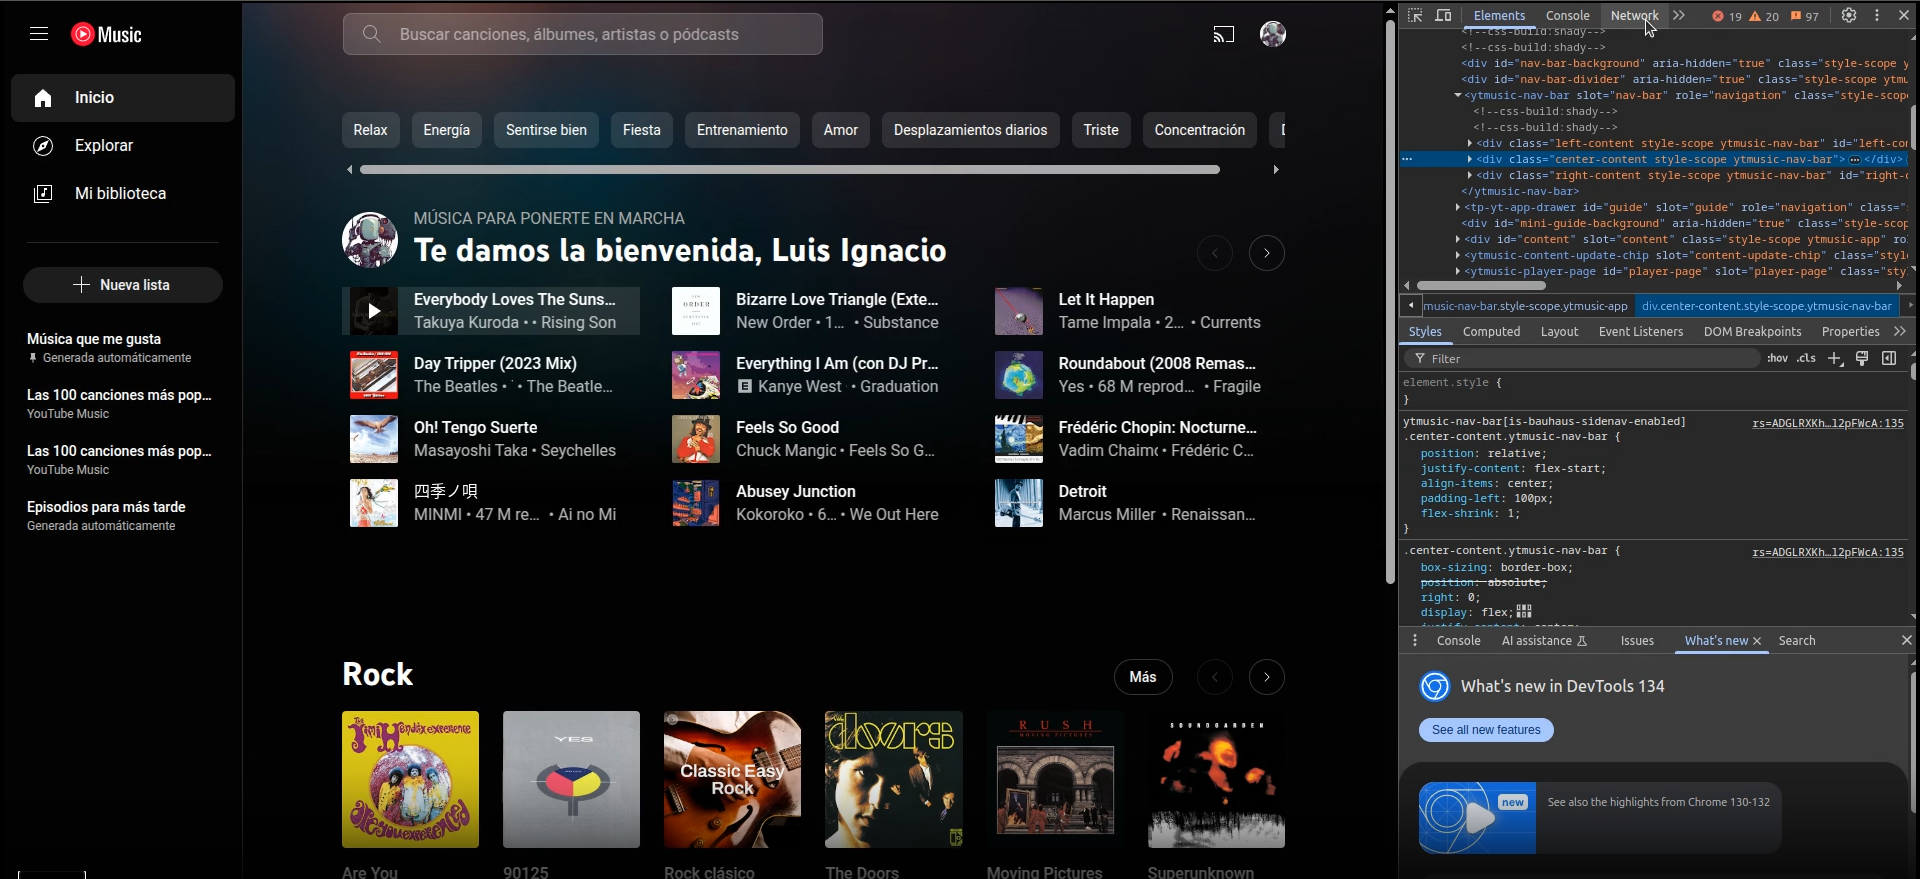 Music
Buscar canciones, álbumes, artistas o pódcasts
Inicio
Explorar
Mi biblioteca
Nueva lista
Música que me gusta
Generada automáticamente
Las 100 canciones más pop...
YouTube Music
Las 100 canciones más pop...
YouTube Music
Episodios para más tarde
Generada automáticamente
Relax
Energía
Sentirse bien
Fiesta
Entrenamiento
Amor
Desplazamientos diarios
Triste
Concentración
MÚSICA PARA PONERTE EN MARCHA
Te damos la bienvenida, Luis Ignacio
Everybody Loves The Suns...
Takuya Kuroda • • Rising Son
Bizarre Love Triangle (Exte...
New Order • 1... • Substance
Let It Happen
Tame Impala • 2... • Currents
Day Tripper (2023 Mix)
The Beatles • • The Beatle...
Everything I Am (con DJ Pr...
E Kanye West • Graduation
Roundabout (2008 Remas...
Yes • 68 M reprod... • Fragile
Oh! Tengo Suerte
Masayoshi Taka • Seychelles
Feels So Good
Chuck Mangic • Feels So G...
Frédéric Chopin: Nocturne...
Vadim Chaimo • Frédéric C...
四季ノ唄
MINMI • 47 M re... • Ai no Mi
Abusey Junction
Kokoroko • 6... • We Out Here
Detroit
Marcus Miller • Renaissan...
Rock
Más
YES
Classic Easy
Rock
RUSH
MOVING PICTURES
SOUNDGARDEN
Are You
90125
Rock clásico
The Doors
Moving Pictures
Superunknown
Elements
Console
Network
19
20
97
<!--css-build:shady-->
<!--css-build:shady-->
<div id="nav-bar-background" aria-hidden="true" class="style-scope y
<div id="nav-bar-divider" aria-hidden="true" class="style-scope ytmu
<ytmusic-nav-bar slot="nav-bar" role="navigation" class="style-scope
<!--css-build:shady-->
<!--css-build:shady-->
<div class="left-content style-scope ytmusic-nav-bar" id="left-con
<div class="center-content style-scope ytmusic-nav-bar"> … </div>
<div class="right-content style-scope ytmusic-nav-bar" id="right-c
</ytmusic-nav-bar>
<tp-yt-app-drawer id="guide" slot="guide" role="navigation" class="
<div id="mini-guide-background" aria-hidden="true" class="style-scop
<div id="content" slot="content" class="style-scope ytmusic-app" ro
<ytmusic-content-update-chip slot="content-update-chip" class="style
<ytmusic-player-page id="player-page" slot="player-page" class="sty
music-nav-bar.style-scope.ytmusic-app
div.center-content.style-scope.ytmusic-nav-bar
Styles
Computed
Layout
Event Listeners
DOM Breakpoints
Properties
Filter
:hov
.cls
element.style {
}
ytmusic-nav-bar[is-bauhaus-sidenav-enabled]
rs=ADGLRXKh…l2pFWcA:135
.center-content.ytmusic-nav-bar {
position: relative;
justify-content: flex-start;
align-items: center;
padding-left: 100px;
flex-shrink: 1;
}
.center-content.ytmusic-nav-bar {
rs=ADGLRXKh…l2pFWcA:135
box-sizing: border-box;
position: absolute;
right: 0;
display: flex;
Console
AI assistance
Issues
What's new
Search
What's new in DevTools 134
See all new features
new
See also the highlights from Chrome 130-132